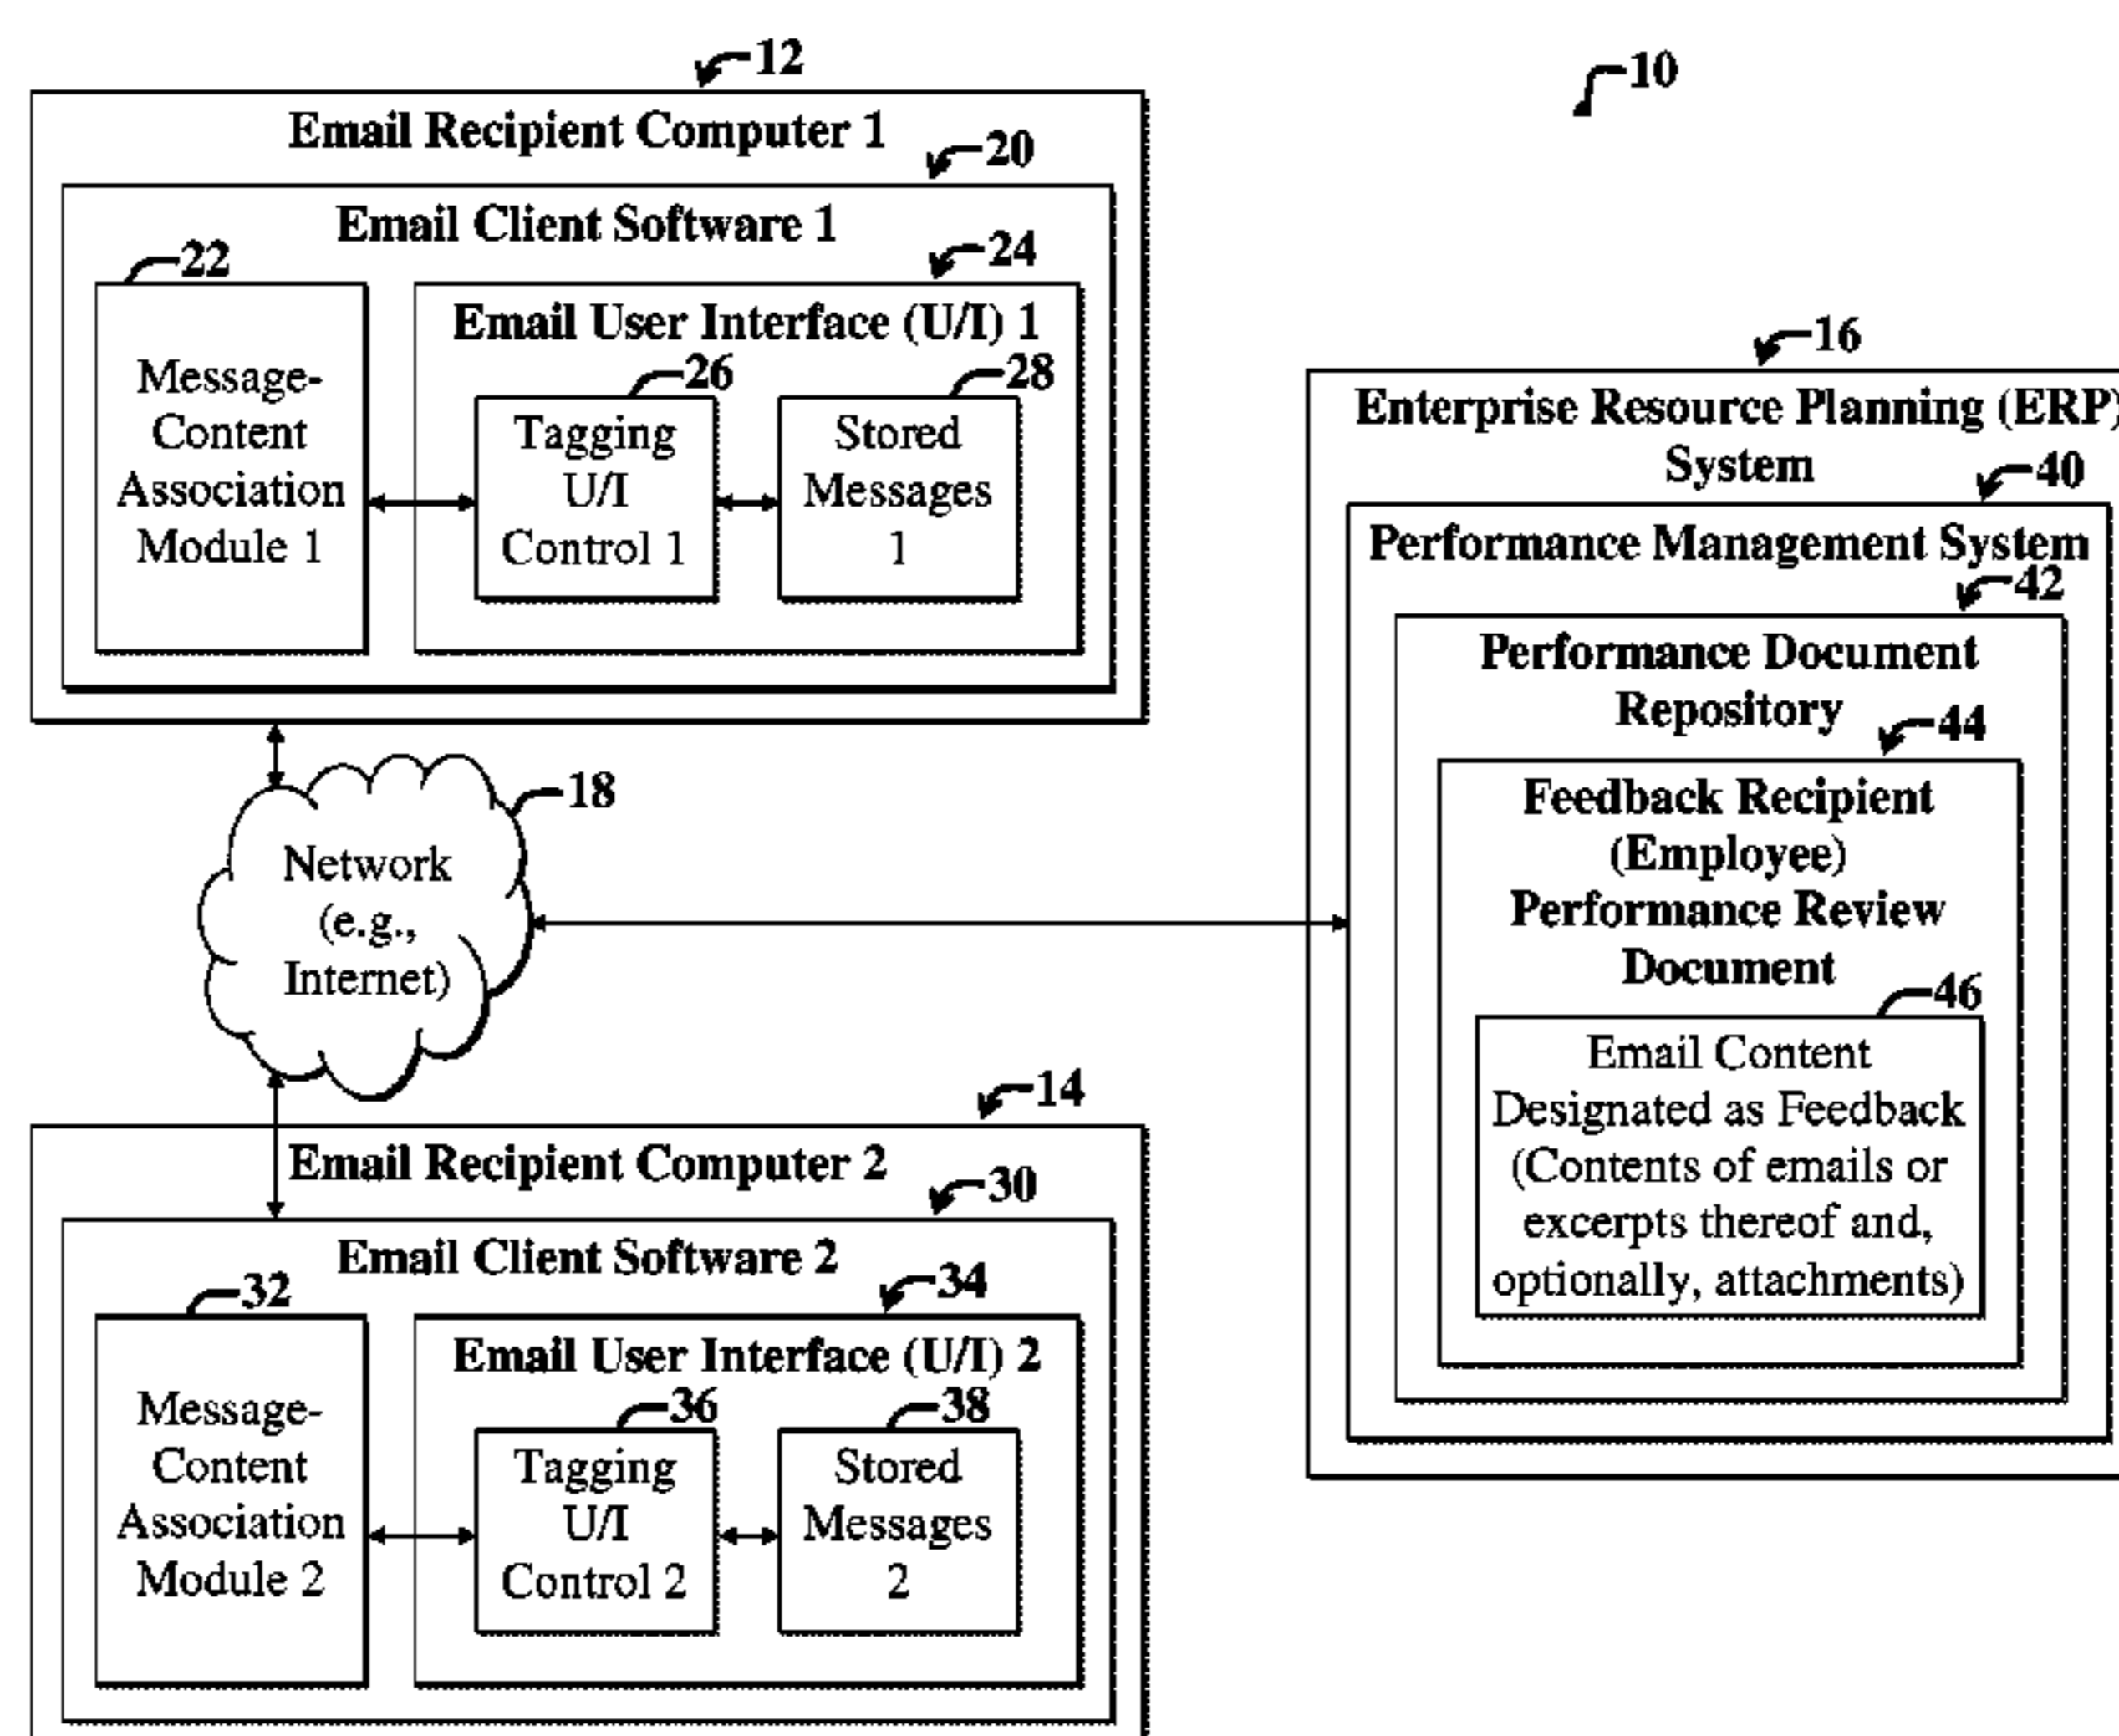 12
10
Email Recipient Computer 1
20
Email Client Software 1
22
24
Email User Interface (U/I) 1
Message-
Content
Association
Module 1
26
Tagging
U/I
Control 1
28
Stored
Messages
1
18
Network
(e.g.,
Internet)
14
Email Recipient Computer 2
30
Email Client Software 2
32
34
Email User Interface (U/I) 2
Message-
Content
Association
Module 2
36
Tagging
U/I
Control 2
38
Stored
Messages
2
16
Enterprise Resource Planning (ERP)
System
40
Performance Management System
42
Performance Document
Repository
44
Feedback Recipient
(Employee)
Performance Review
Document
46
Email Content
Designated as Feedback
(Contents of emails or
excerpts thereof and,
optionally, attachments)